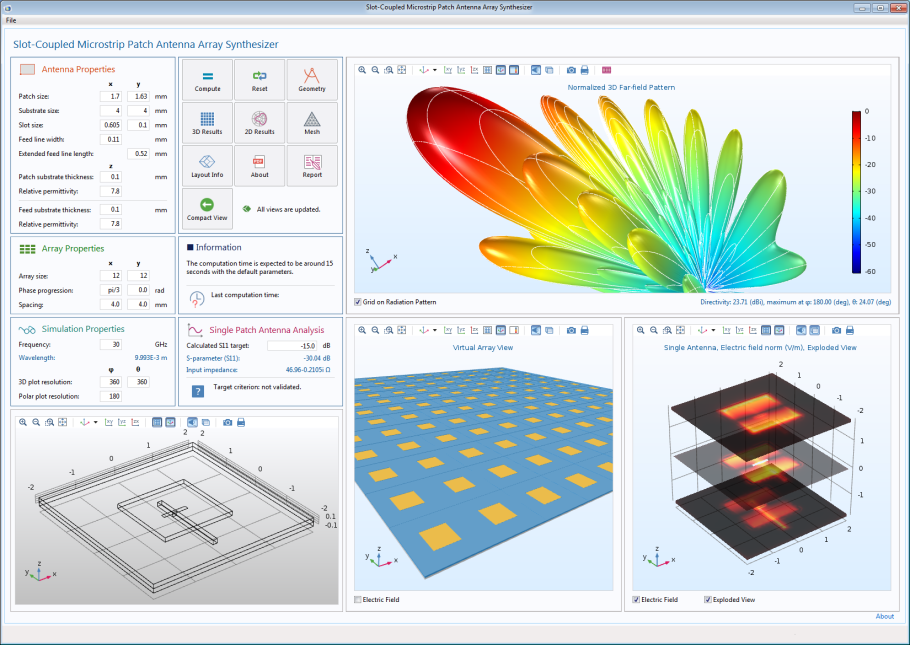 Slot-Coupled Microstrip Patch Antenna Array Synthesizer
File
Slot-Coupled Microstrip Patch Antenna Array Synthesizer
Antenna Properties
x y
Patch size: 1.7 1.63 mm
Substrate size: 4 4 mm
Slot size: 0.605 0.1 mm
Feed line width: 0.11 mm
Extended feed line length: 0.52 mm
z
Patch substrate thickness: 0.1 mm
Relative permittivity: 7.8
Feed substrate thickness: 0.1 mm
Relative permittivity: 7.8
Compute Reset Geometry
3D Results 2D Results Mesh
Layout Info About Report
Compact View
All views are updated.
Array Properties
x y
Array size: 12 12
Phase progression: pi/3 0.0 rad
Spacing: 4.0 4.0 mm
Information
The computation time is expected to be around 15
seconds with the default parameters.
Last computation time:
Simulation Properties
Frequency: 30 GHz
Wavelength: 9.993E-3 m
φ θ
3D plot resolution: 360 360
Polar plot resolution: 180
Single Patch Antenna Analysis
Calculated S11 target: -15.0 dB
S-parameter (S11): -30.04 dB
Input impedance: 46.96-0.2105i Ω
Target criterion: not validated.
Normalized 3D Far-field Pattern
0
-10
-20
-30
-40
-50
-60
z
y x
Grid on Radiation Pattern
Directivity: 23.71 (dBi), maximum at φ: 180.00 (deg), θ: 24.07 (deg)
2 2
1 1
0 0
-1 -1
-2 -2
0.1
-0.1
z
y x
Virtual Array View
z
y x
Electric Field
Single Antenna, Electric field norm (V/m), Exploded View
2
1
0
-1
-2
1
0
-1
2
1
0
-1
-2
z
y x
Electric Field Exploded View
About